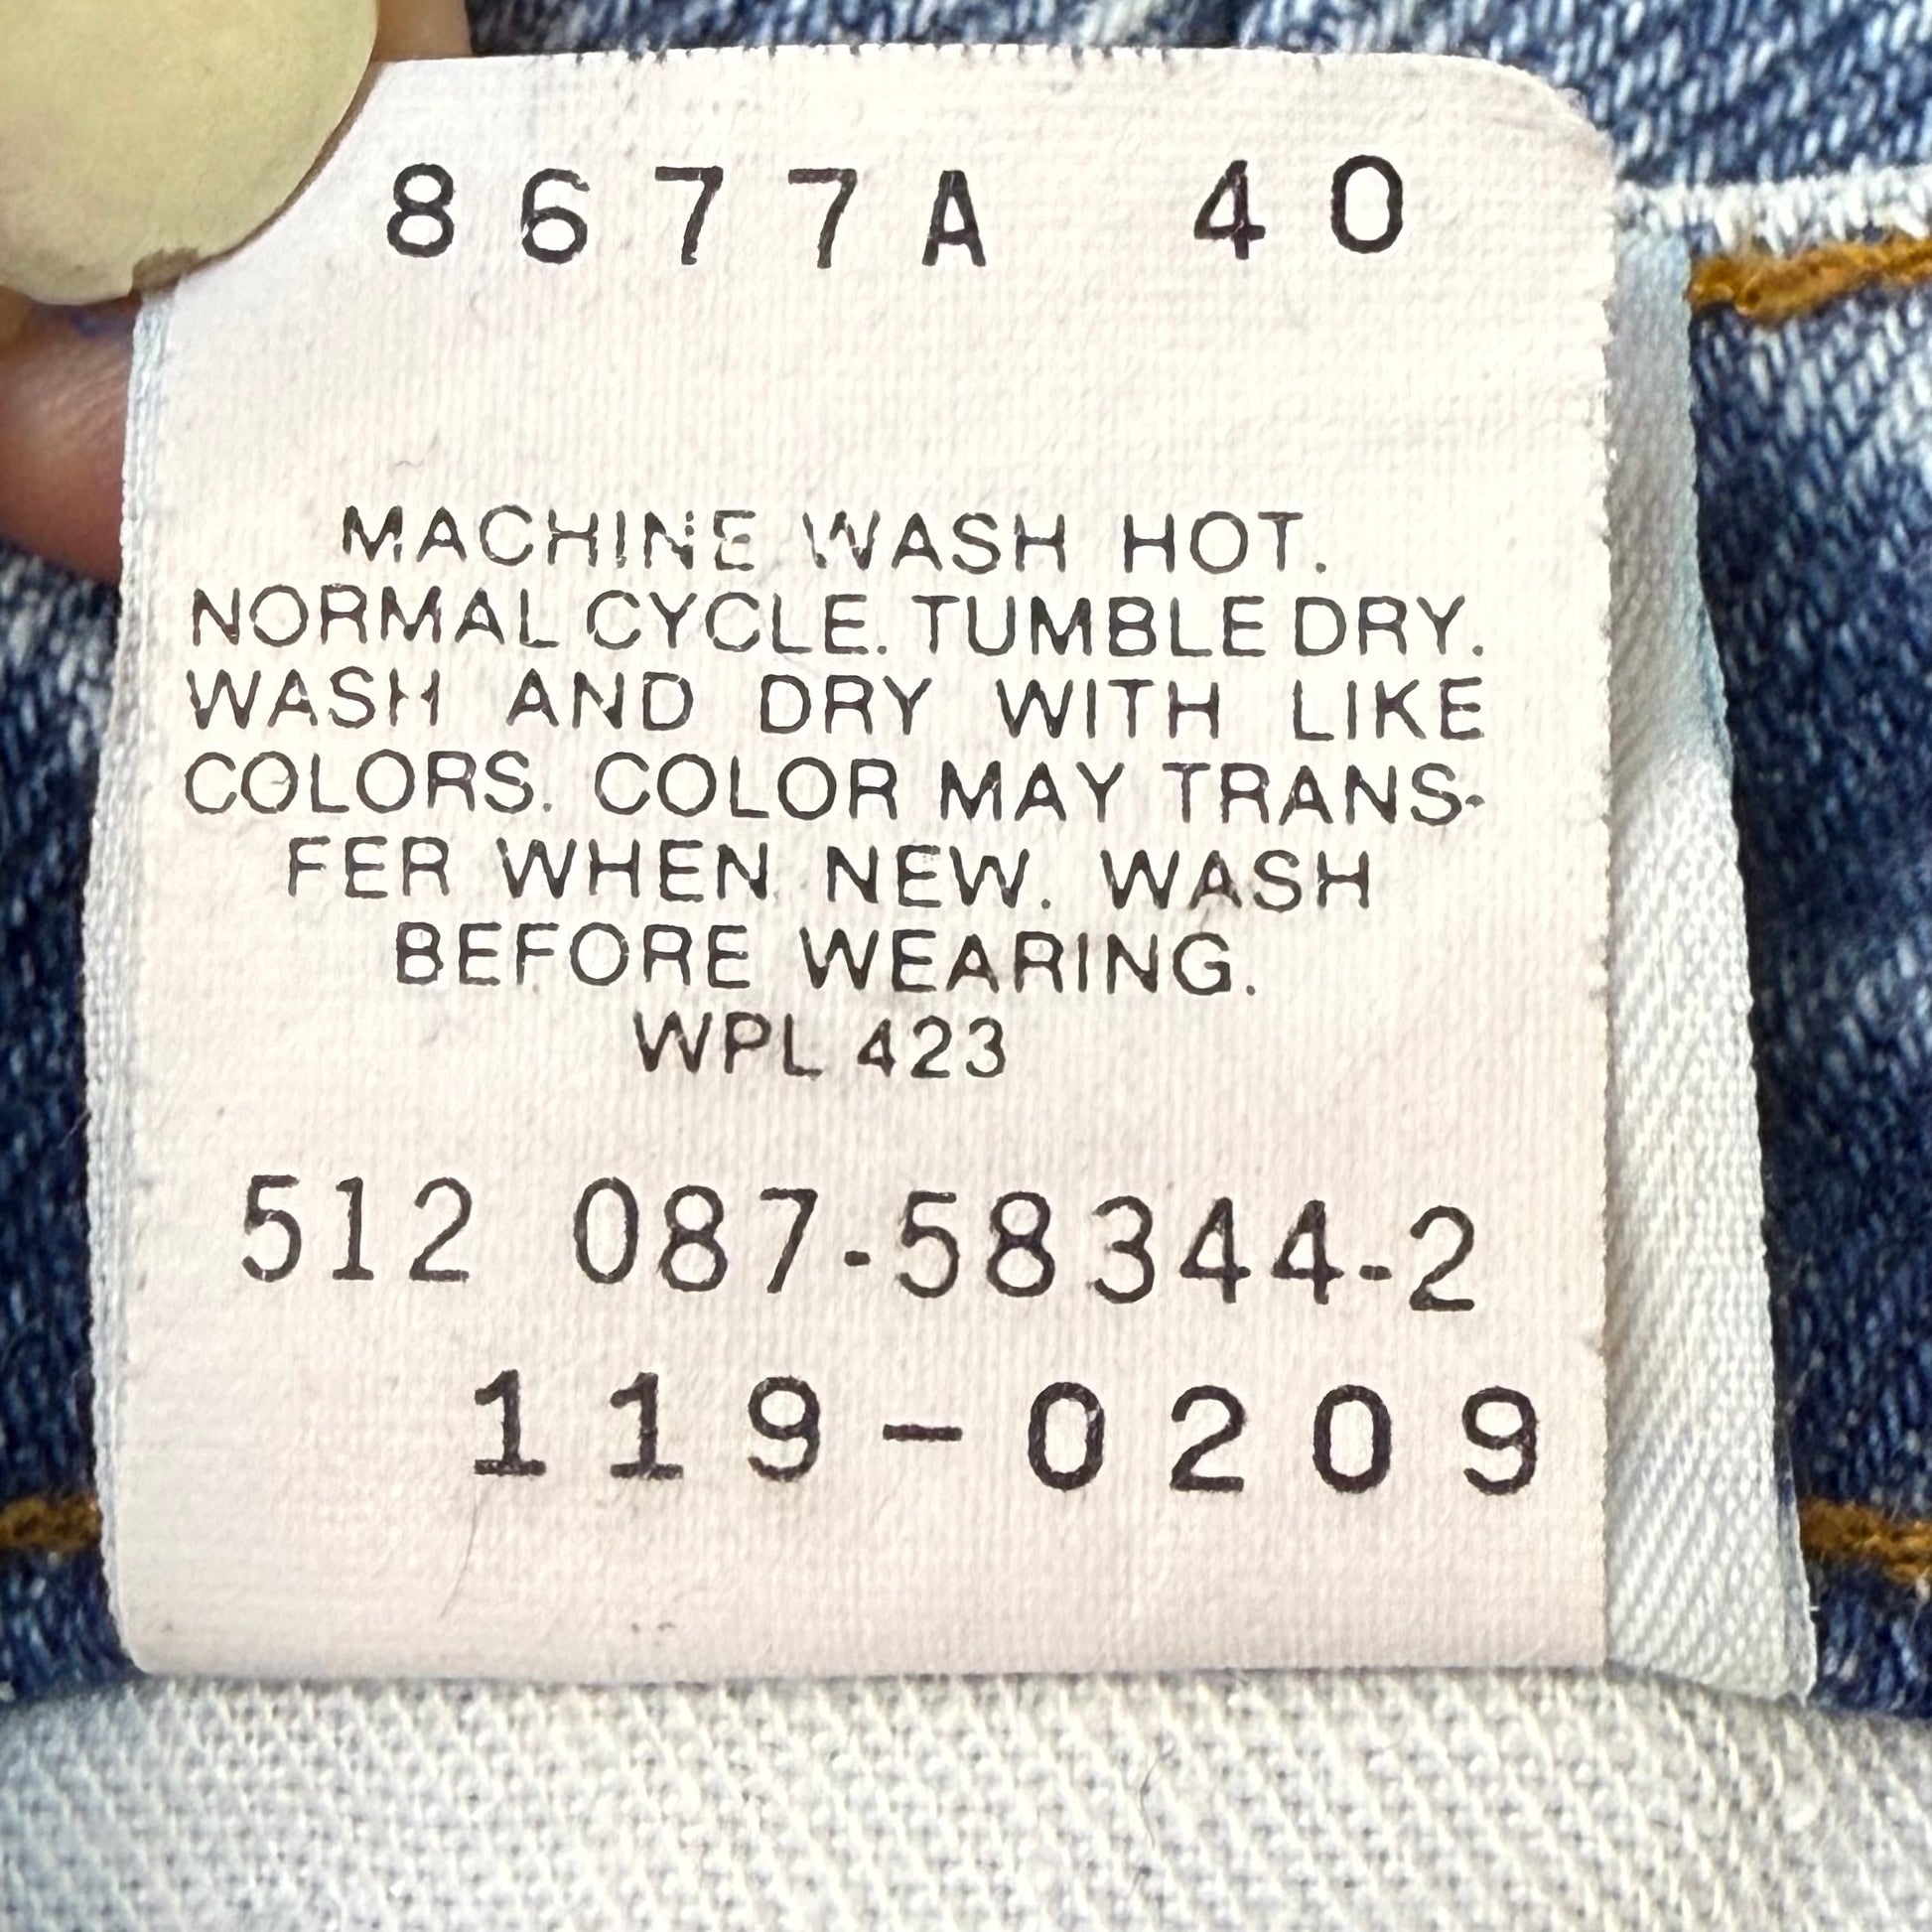 8677A 40
MACHINE WASH HOT.
NORMAL CYCLE. TUMBLE DRY.
WASH AND DRY WITH LIKE
COLORS. COLOR MAY TRANS-
FER WHEN NEW. WASH
BEFORE WEARING.
WPL 423
512 087-58344-2
119-0209